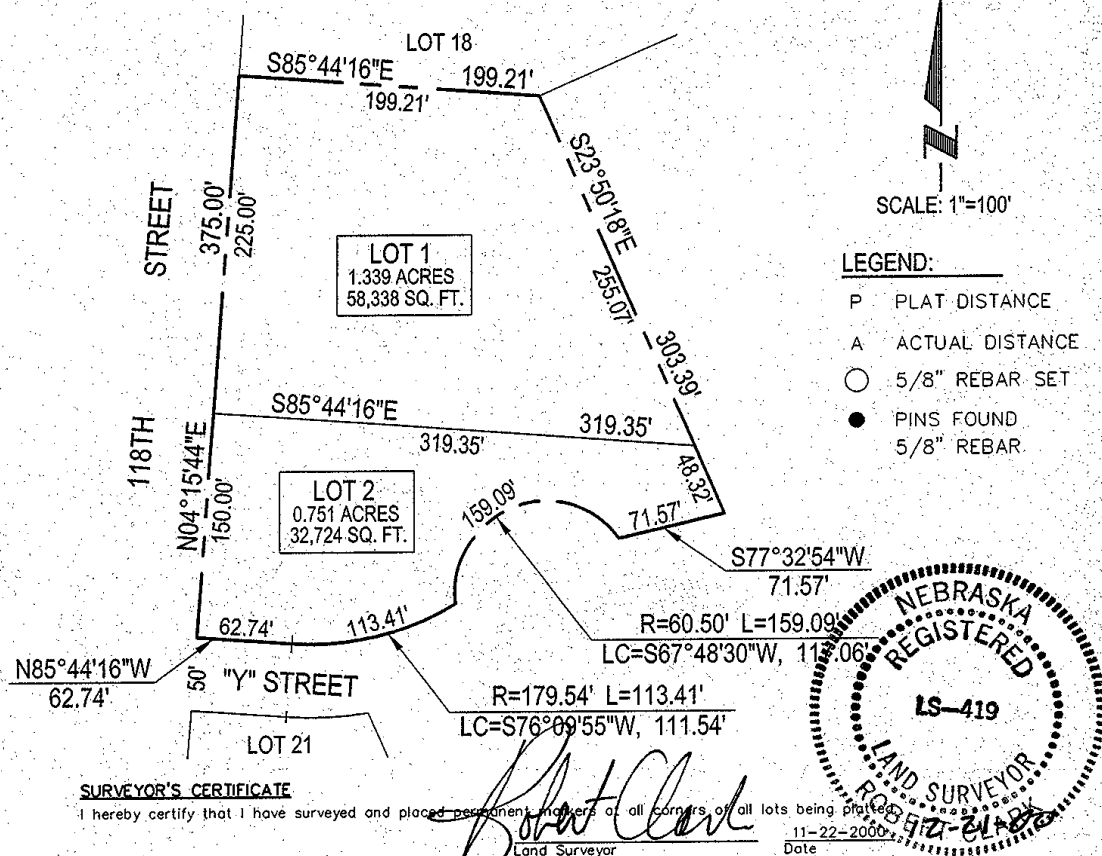 LOT 18
S85°44'16"E
199.21'
199.21'
SCALE: 1"=100'
S23°50'18"E
255.07'
303.39'
STREET
118TH
375.00'
225.00'
LOT 1
1.339 ACRES
58,338 SQ. FT.
LEGEND:
P PLAT DISTANCE
A ACTUAL DISTANCE
5/8" REBAR SET
PINS FOUND
5/8" REBAR
S85°44'16"E
319.35'
319.35'
48.32'
N04°15'44"E
150.00'
LOT 2
0.751 ACRES
32,724 SQ. FT.
159.09'
71.57'
S77°32'54"W
71.57'
62.74'
113.41'
R=60.50' L=159.09'
LC=S67°48'30"W,
N85°44'16"W
62.74'
50'
"Y" STREET
R=179.54' L=113.41'
LC=S76°09'55"W, 111.54'
LOT 21
NEBRASKA
REGISTERED
LS-419
LAND SURVEYOR
SURVEYOR'S CERTIFICATE
I hereby certify that I have surveyed and placed permanent markers at all corners of all lots being platted.
Robert Clark
Land Surveyor
11-22-2000
Date